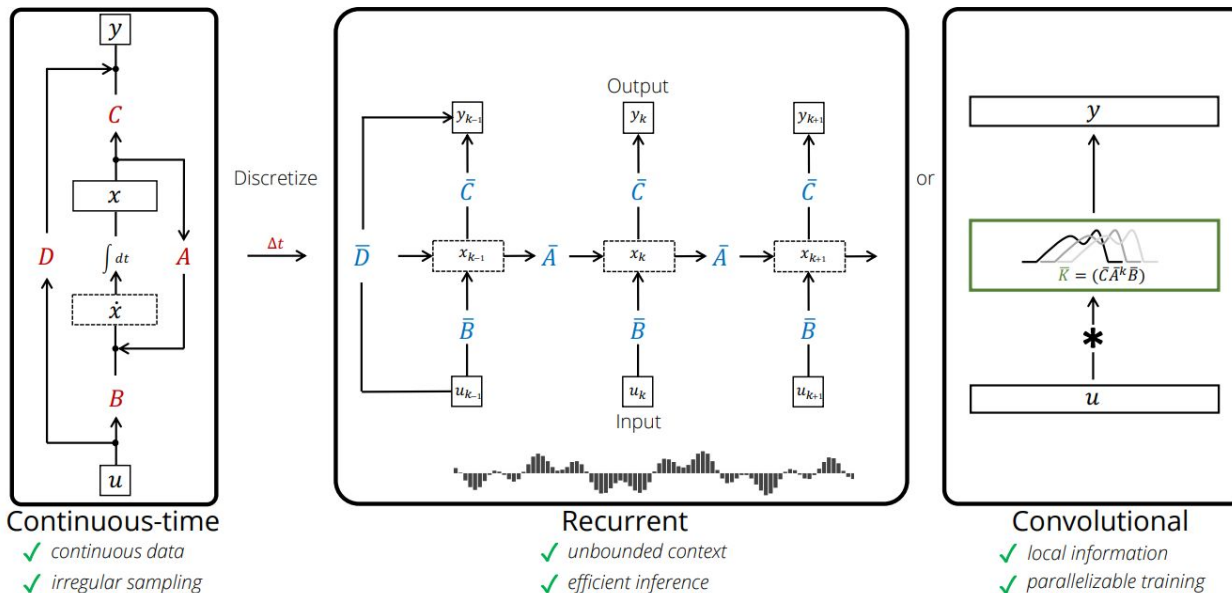 y
C
x
D
∫ dt
A
ẋ
B
u
Continuous-time
✓ continuous data
✓ irregular sampling
Discretize
Δt
Output
y_{k-1} y_k y_{k+1}
C̄ C̄ C̄
D̄ x_{k-1} Ā x_k Ā x_{k+1}
B̄ B̄ B̄
u_{k-1} u_k u_{k+1}
Input
Recurrent
✓ unbounded context
✓ efficient inference
or
y
K̄ = (C̄Ā^kB̄)
*
u
Convolutional
✓ local information
✓ parallelizable training